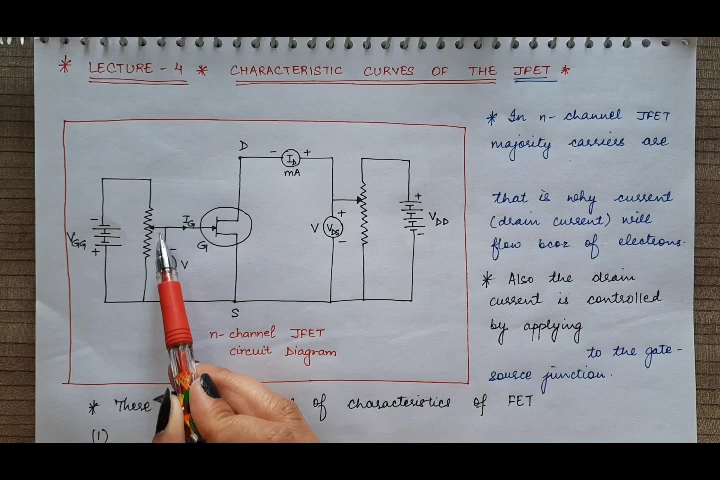 * LECTURE - 4 * CHARACTERISTIC CURVES OF THE JFET *
D
- ID +
mA
IG
G
-
VGG
+
-
V
+
V VDS
-
+
VDD
-
S
n-channel JFET
circuit Diagram
* In n-channel JFET
majority carriers are
that is why current
(drain current) will
flow bcoz of electrons.
* Also the drain
current is controlled
by applying
to the gate-
source junction.
* These of characteristics of FET
(1)